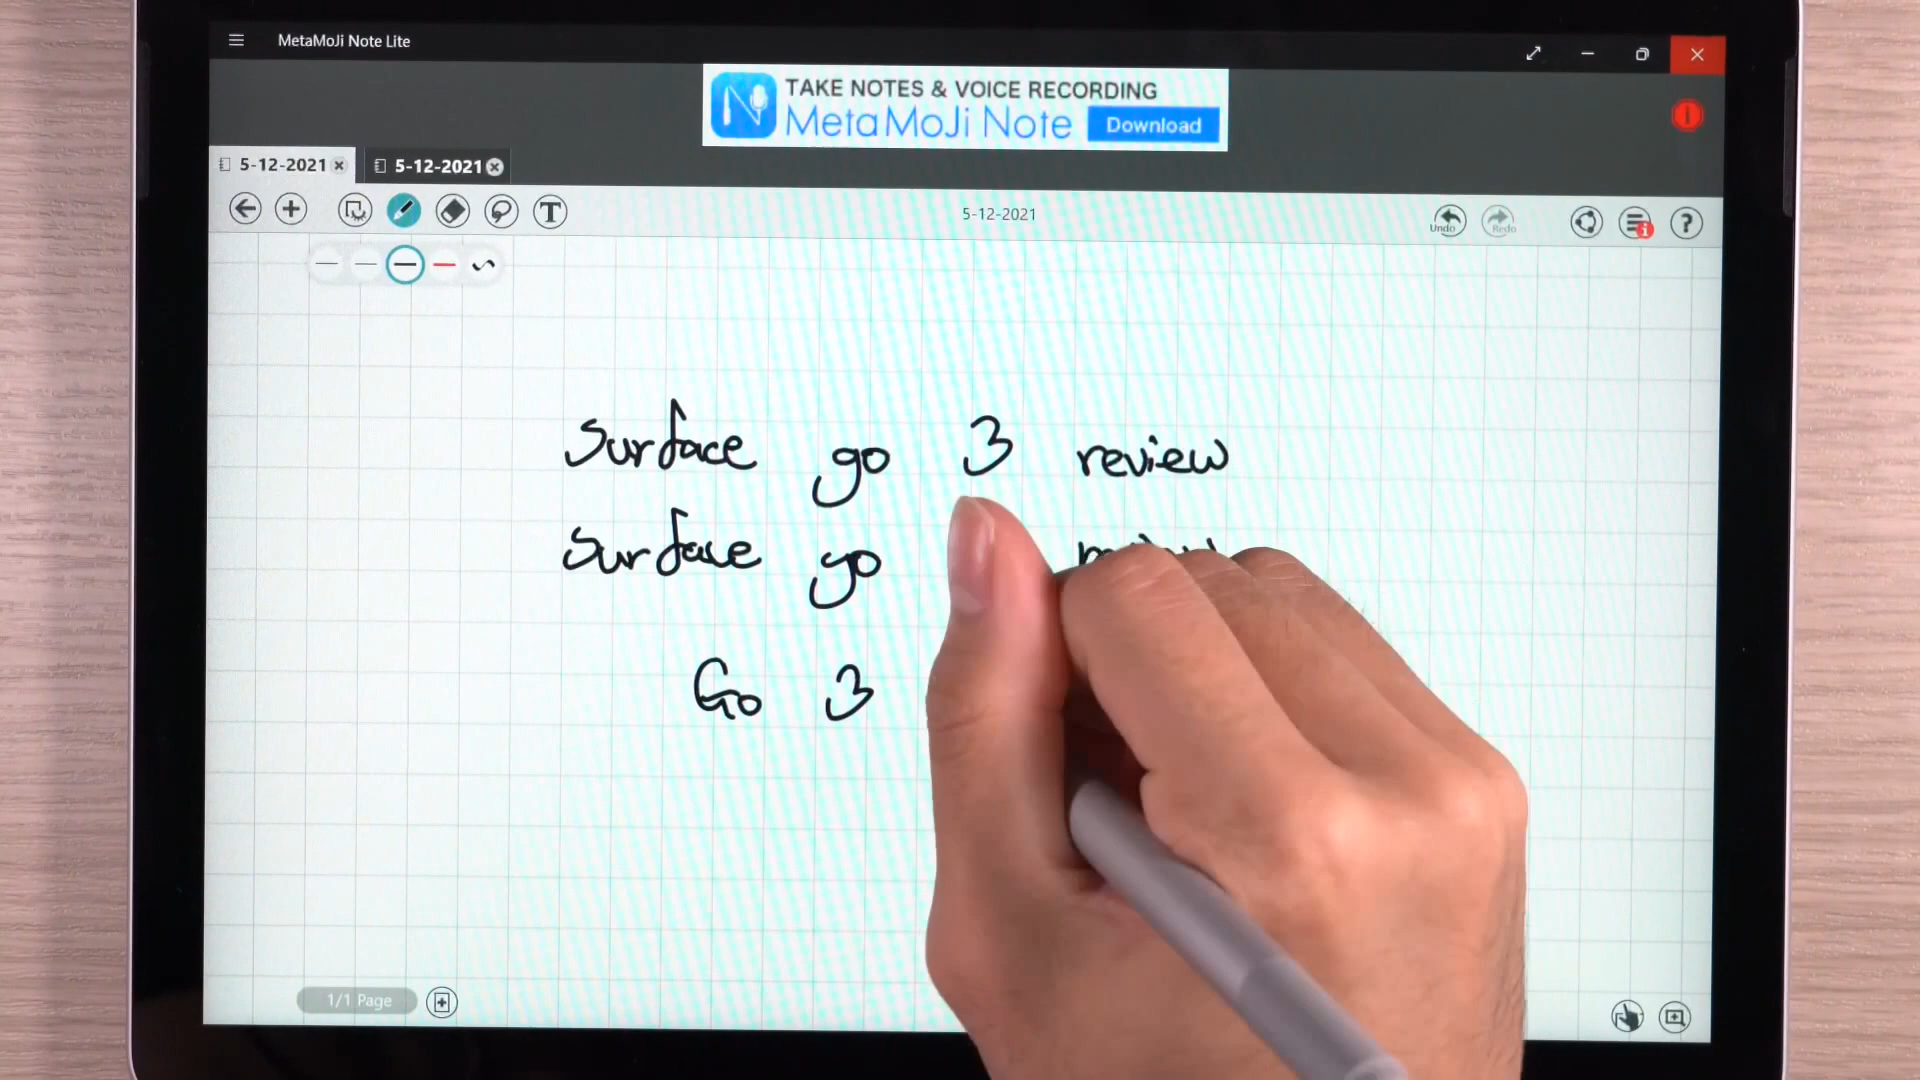 MetaMoJi Note Lite
TAKE NOTES & VOICE RECORDING
MetaMoJi Note Download
5-12-2021 5-12-2021
T 5-12-2021 Undo Redo ?
surface go 3 review
surface go
Go 3
1/1 Page